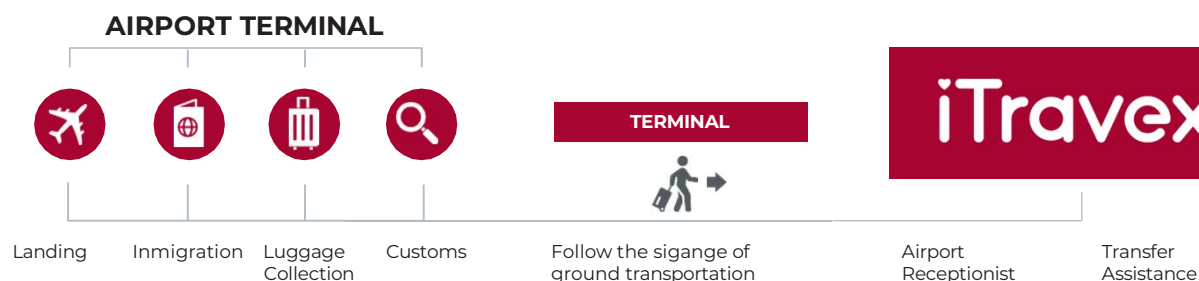 AIRPORT TERMINAL
TERMINAL
iTravex
Landing
Inmigration
Luggage
Collection
Customs
Follow the sigange of
ground transportation
Airport
Receptionist
Transfer
Assistance